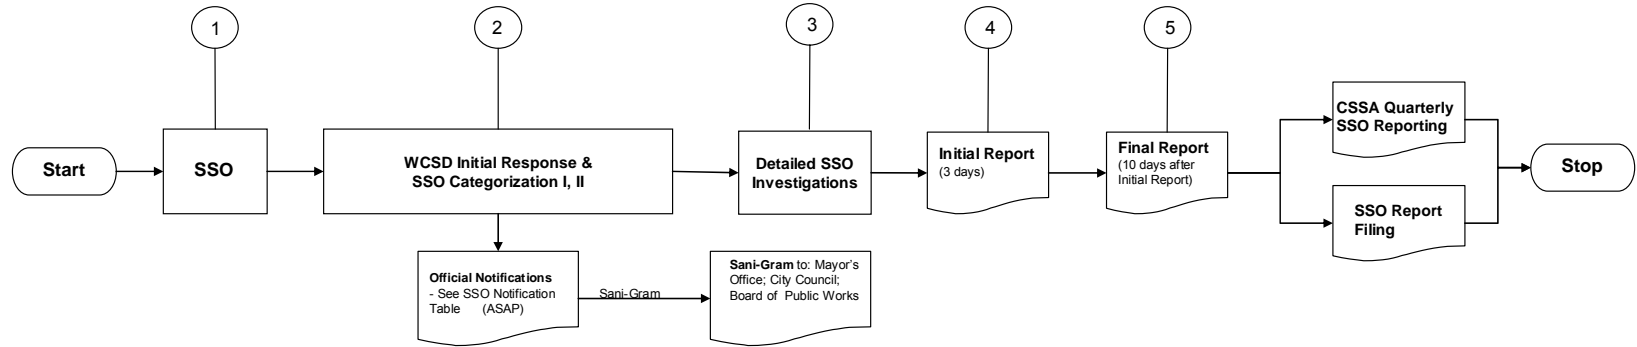 1
2
3
4
5
Start
SSO
WCSD Initial Response &
SSO Categorization I, II
Detailed SSO
Investigations
Initial Report
(3 days)
Final Report
(10 days after
Initial Report)
CSSA Quarterly
SSO Reporting
SSO Report
Filing
Stop
Official Notifications
- See SSO Notification
Table (ASAP)
Sani-Gram
Sani-Gram to: Mayor's
Office; City Council;
Board of Public Works